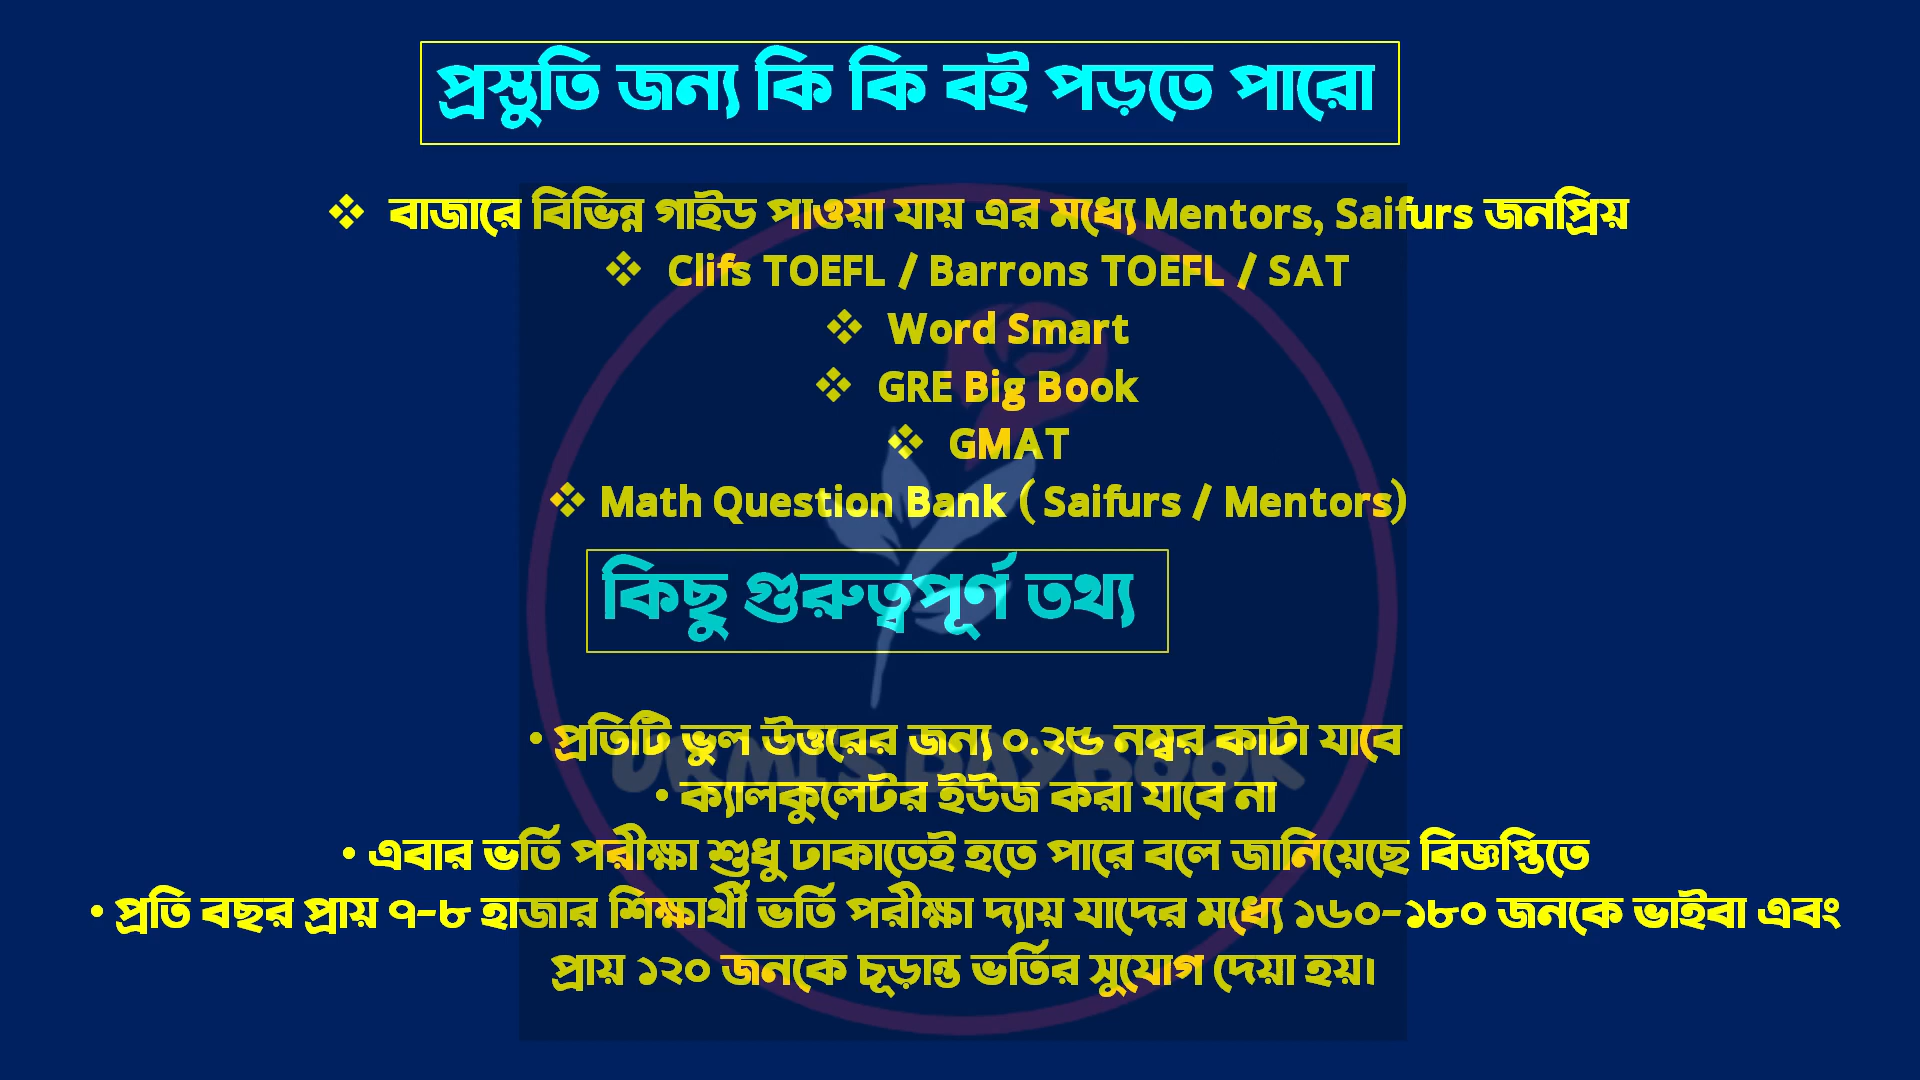 প্রস্তুতি জন্য কি কি বই পড়তে পারো
❖ বাজারে বিভিন্ন গাইড পাওয়া যায় এর মধ্যে Mentors, Saifurs জনপ্রিয়
❖ Clifs TOEFL / Barrons TOEFL / SAT
❖ Word Smart
❖ GRE Big Book
❖ GMAT
❖ Math Question Bank ( Saifurs / Mentors)
কিছু গুরুত্বপূর্ণ তথ্য
• প্রতিটি ভুল উত্তরের জন্য ০.২৫ নম্বর কাটা যাবে
URMI'S DAYBOOK
• ক্যালকুলেটর ইউজ করা যাবে না
• এবার ভর্তি পরীক্ষা শুধু ঢাকাতেই হতে পারে বলে জানিয়েছে বিজ্ঞপ্তিতে
• প্রতি বছর প্রায় ৭-৮ হাজার শিক্ষার্থী ভর্তি পরীক্ষা দ্যায় যাদের মধ্যে ১৬০-১৮০ জনকে ভাইবা এবং
প্রায় ১২০ জনকে চূড়ান্ত ভর্তির সুযোগ দেয়া হয়।